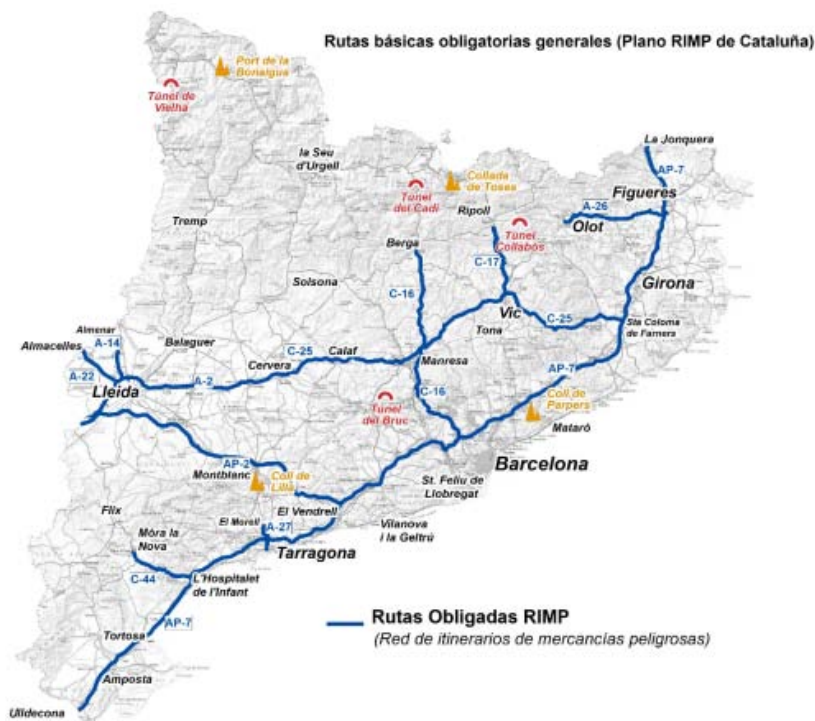 Rutas básicas obligatorias generales (Plano RIMP de Cataluña)
Port de la
Bonaigua
Túnel de
Vielha
la Seu
d'Urgell
La Jonquera
AP-7
Collada
de Toses
Túnel
del Cadí
Figueres
A-26
Olot
Ripoll
Túnel
Collabós
Tremp
Berga
C-17
Girona
Solsona
C-16
Vic
C-25
Sta Coloma
de Farners
Tona
Almenar
Almacelles
A-14
Balaguer
C-25
Calaf
Cervera
Manresa
A-22
A-2
AP-7
Lleida
C-16
Túnel
del Bruc
Coll de
Parpers
Mataró
Barcelona
AP-2
Montblanc
Coll de
Lilla
St. Feliu de
Llobregat
Flix
El Vendrell
El Morell
A-27
Vilanova
i la Geltrú
Móra la
Nova
Tarragona
C-44
L'Hospitalet
de l'Infant
AP-7
Rutas Obligadas RIMP
(Red de itinerarios de mercancías peligrosas)
Tortosa
Amposta
Ulldecona